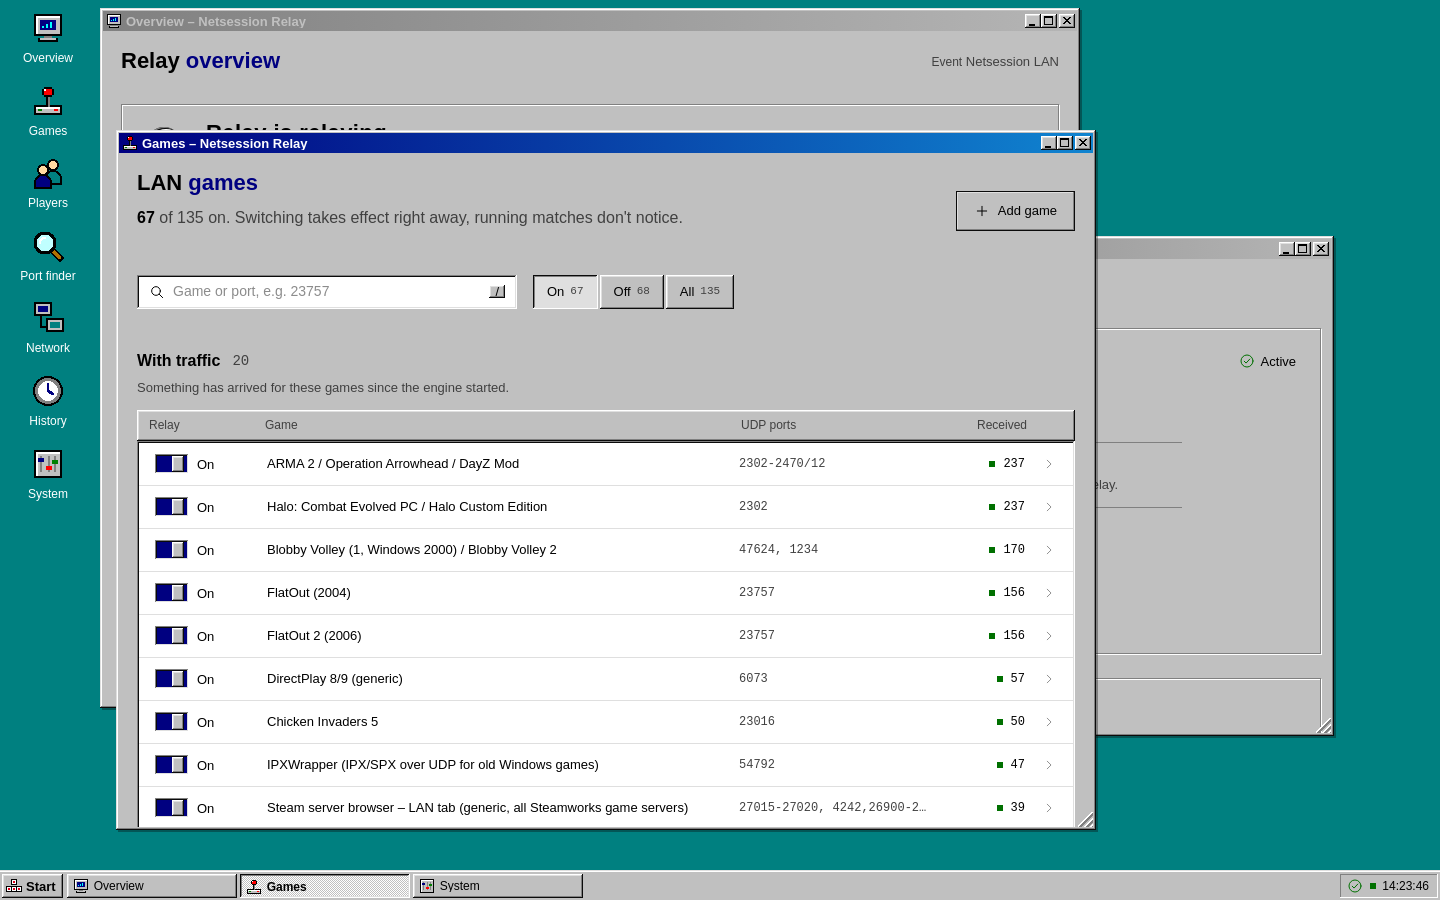 Overview
Games
Players
Port finder
Network
History
System
Overview – Netsession Relay
Relay overview
Event Netsession LAN
Relay is relaying
Games – Netsession Relay
LAN games
67 of 135 on. Switching takes effect right away, running matches don't notice.
Add game
Game or port, e.g. 23757 /
On 67 Off 68 All 135
With traffic 20
Something has arrived for these games since the engine started.
Relay Game UDP ports Received
On ARMA 2 / Operation Arrowhead / DayZ Mod 2302-2470/12 237
On Halo: Combat Evolved PC / Halo Custom Edition 2302 237
On Blobby Volley (1, Windows 2000) / Blobby Volley 2 47624, 1234 170
On FlatOut (2004) 23757 156
On FlatOut 2 (2006) 23757 156
On DirectPlay 8/9 (generic) 6073 57
On Chicken Invaders 5 23016 50
On IPXWrapper (IPX/SPX over UDP for old Windows games) 54792 47
On Steam server browser – LAN tab (generic, all Steamworks game servers) 27015-27020, 4242,26900-2… 39
Active
elay.
Start Overview Games System 14:23:46